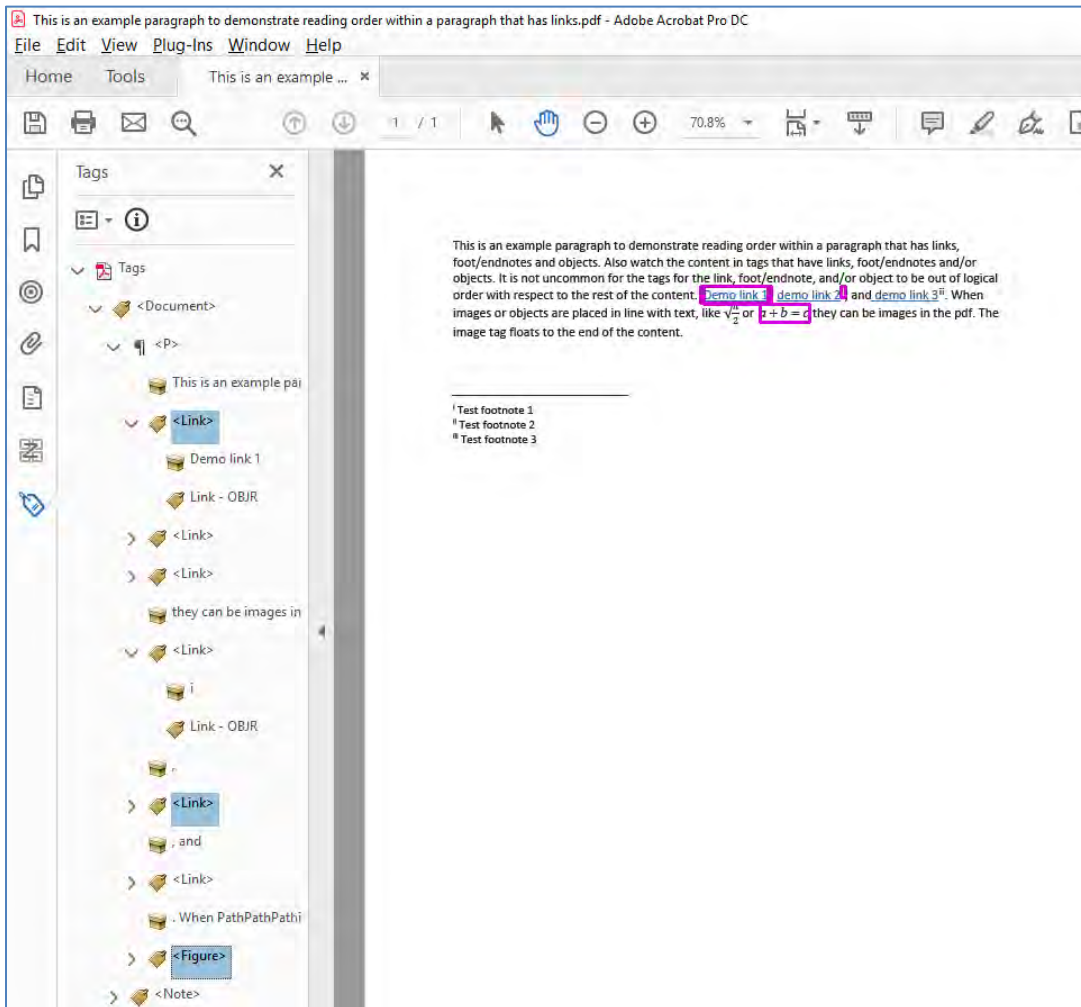 This is an example paragraph to demonstrate reading order within a paragraph that has links.pdf - Adobe Acrobat Pro DC
File Edit View Plug-Ins Window Help
Home Tools This is an example ... ×
1 / 1 70.8%
Tags
Tags
<Document>
<P>
This is an example pai
<Link>
Demo link 1
Link - OBJR
<Link>
<Link>
they can be images in
<Link>
i
Link - OBJR
,
<Link>
, and
<Link>
. When PathPathPathi
<Figure>
<Note>
This is an example paragraph to demonstrate reading order within a paragraph that has links,
foot/endnotes and objects. Also watch the content in tags that have links, foot/endnotes and/or
objects. It is not uncommon for the tags for the link, foot/endnote, and/or object to be out of logical
order with respect to the rest of the content. Demo link 1 demo link 2, and demo link 3ⁱⁱⁱ. When
images or objects are placed in line with text, like or a + b = c they can be images in the pdf. The
image tag floats to the end of the content.
ⁱ Test footnote 1
ⁱⁱ Test footnote 2
ⁱⁱⁱ Test footnote 3